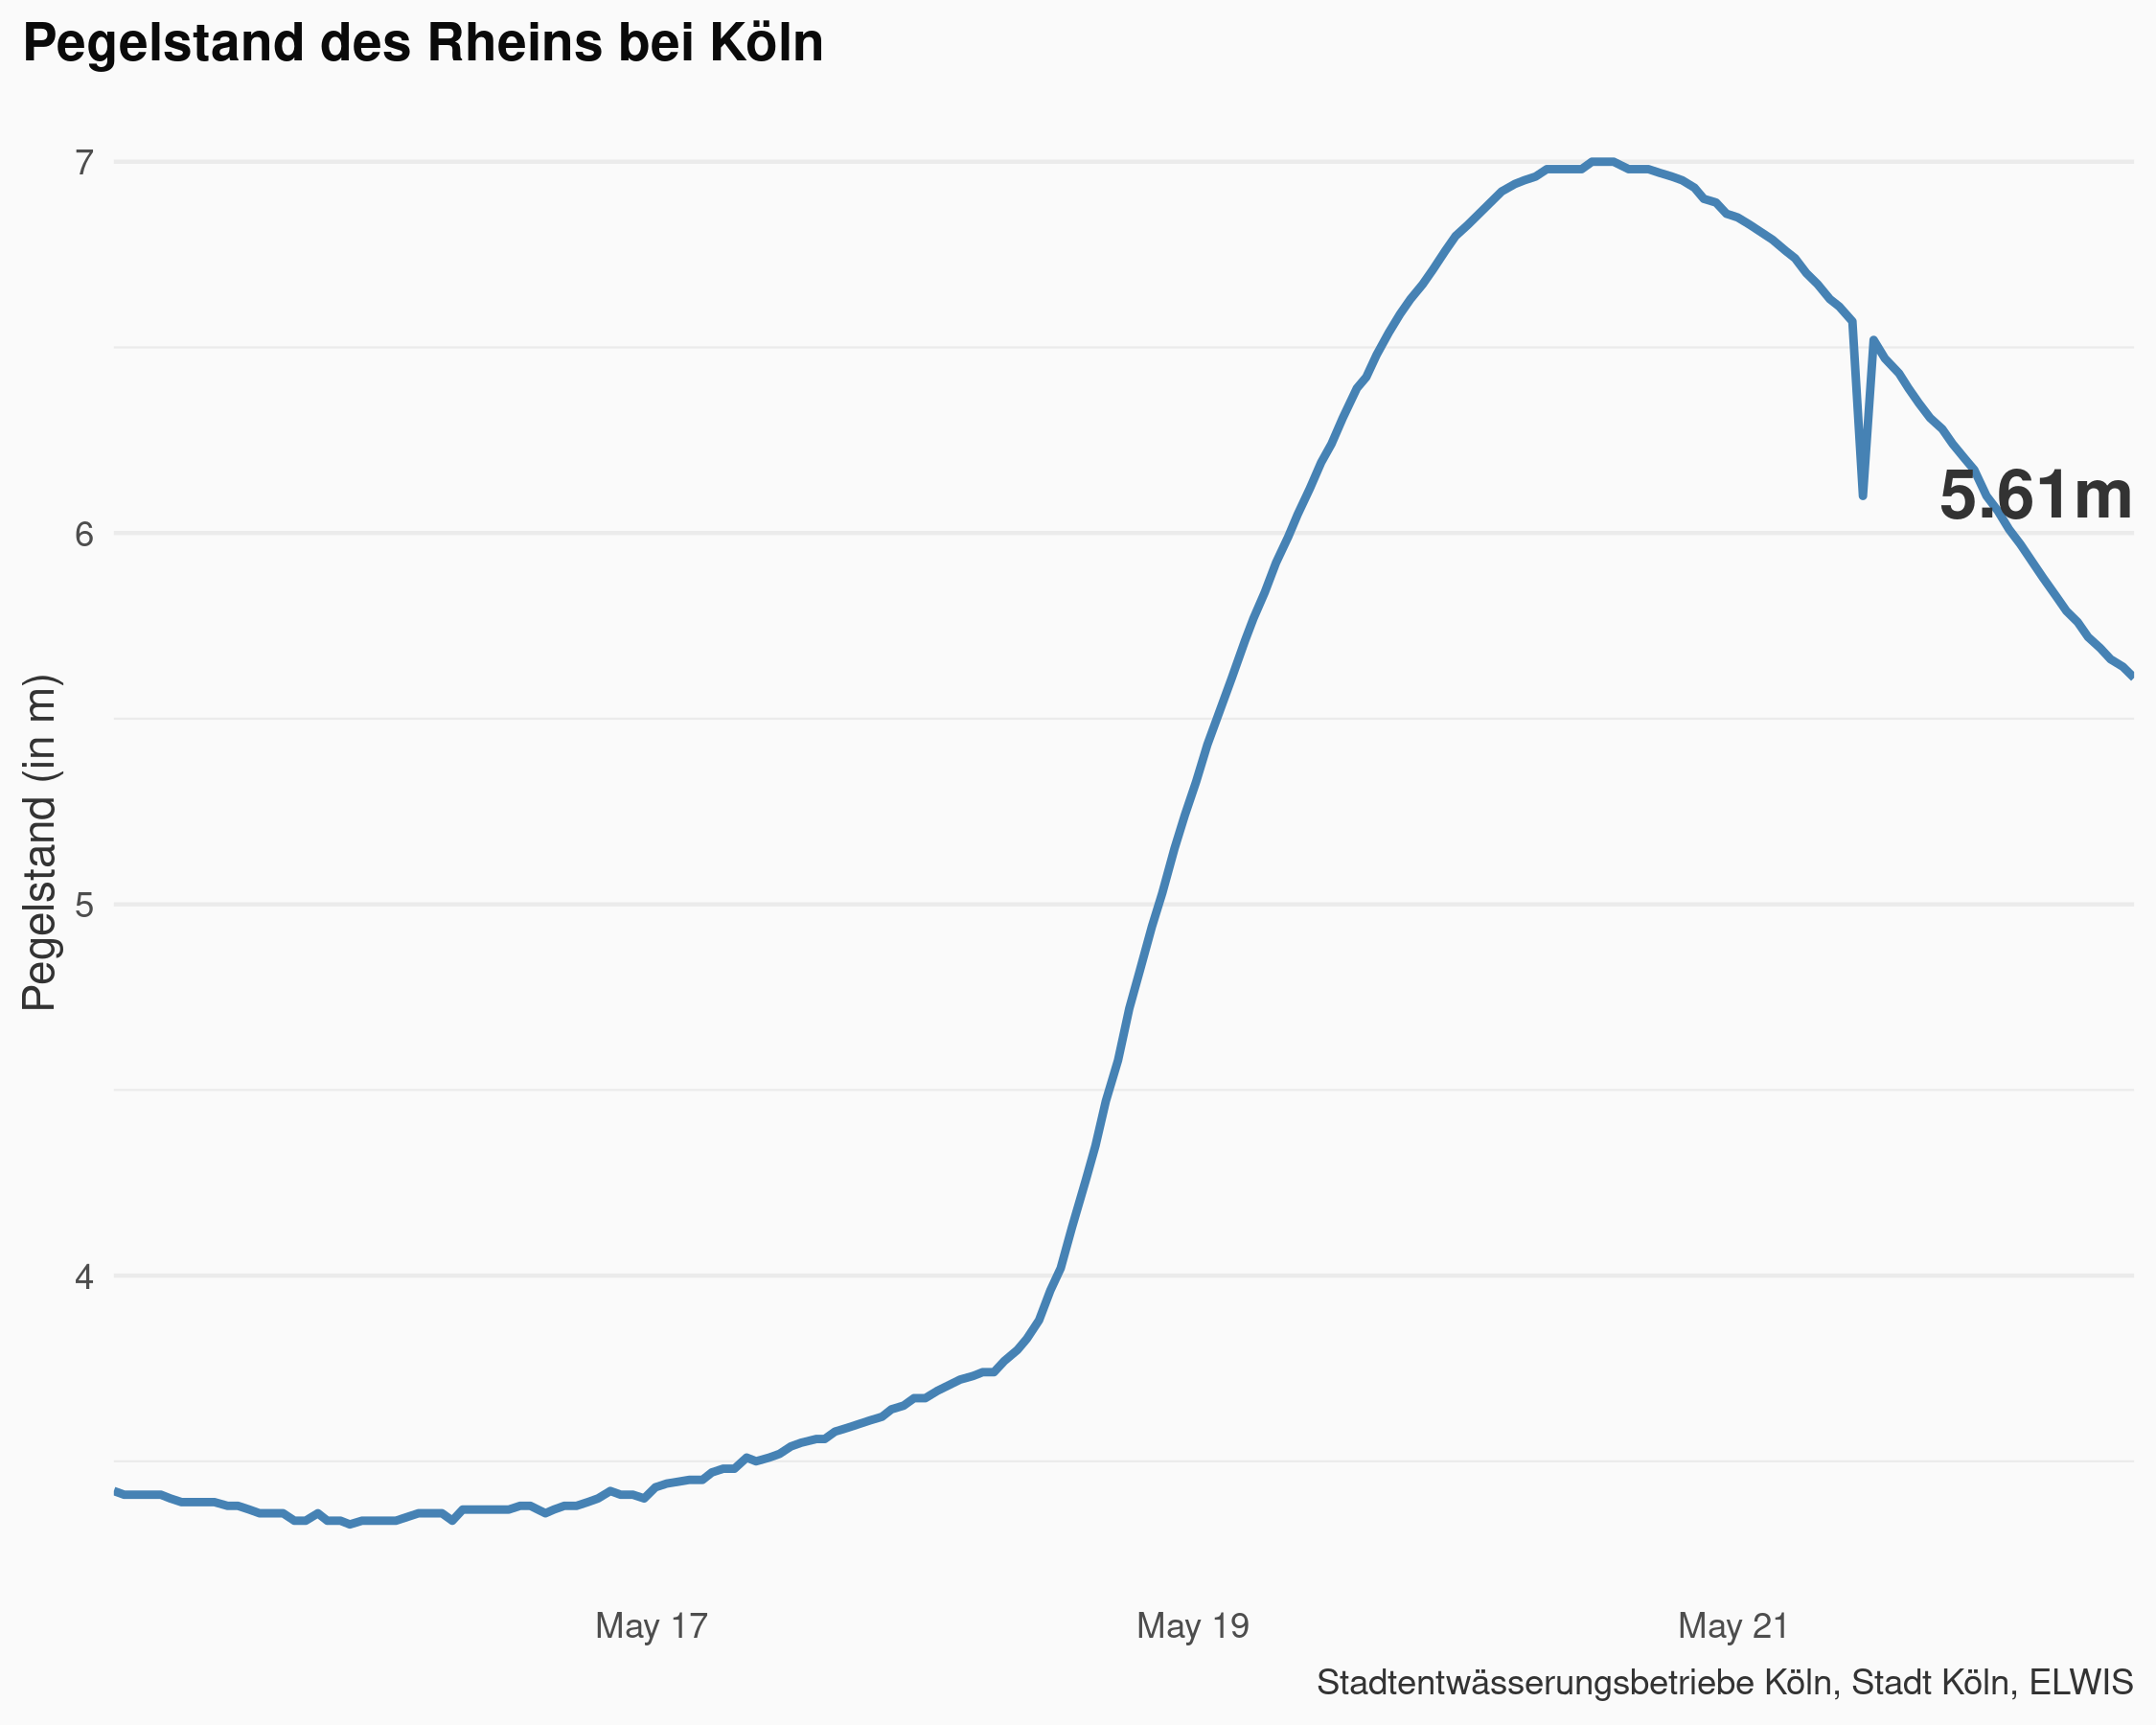 Pegelstand des Rheins bei Köln
7
6
5
4
Pegelstand (in m)
5.61m
May 17
May 19
May 21
Stadtentwässerungsbetriebe Köln, Stadt Köln, ELWIS